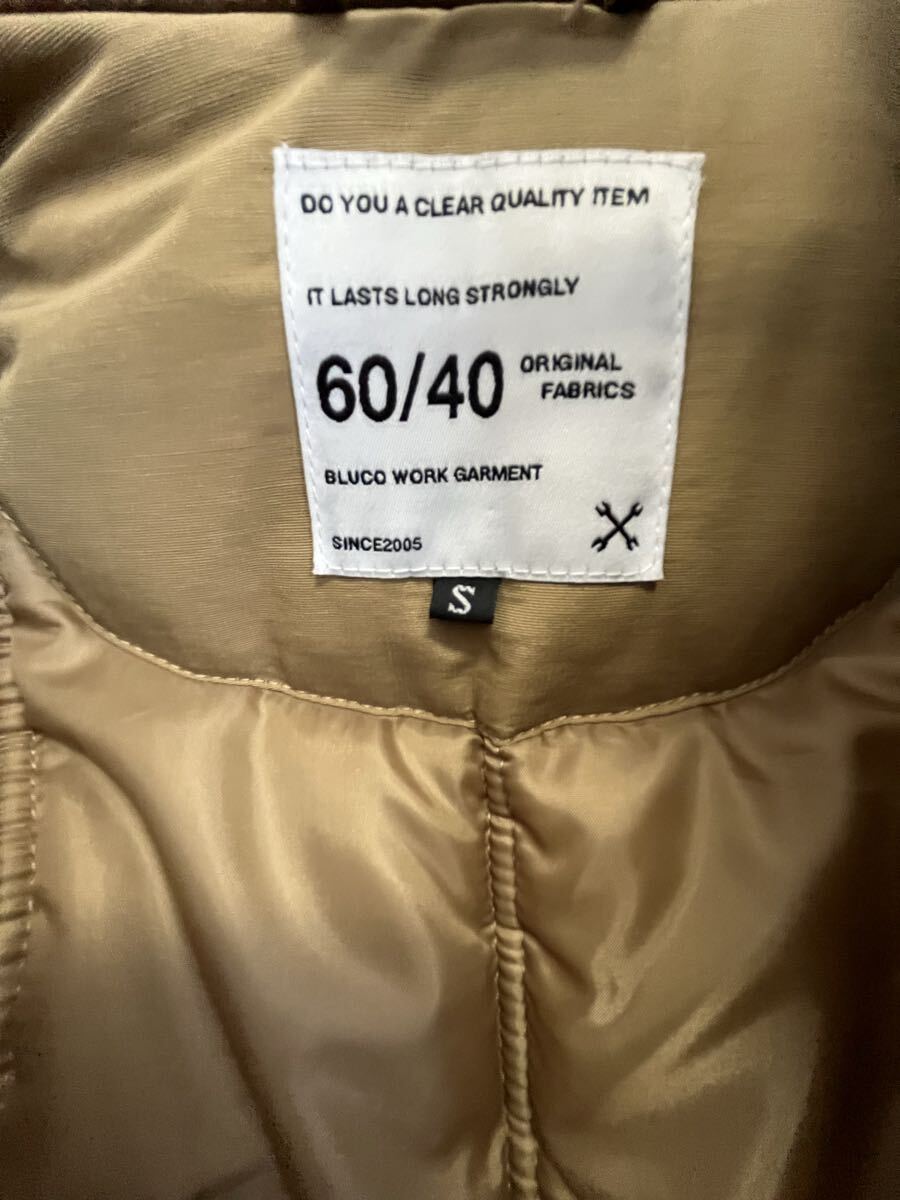 DO YOU A CLEAR QUALITY ITEM
IT LASTS LONG STRONGLY
60/40 ORIGINAL
FABRICS
BLUCO WORK GARMENT
SINCE2005
S